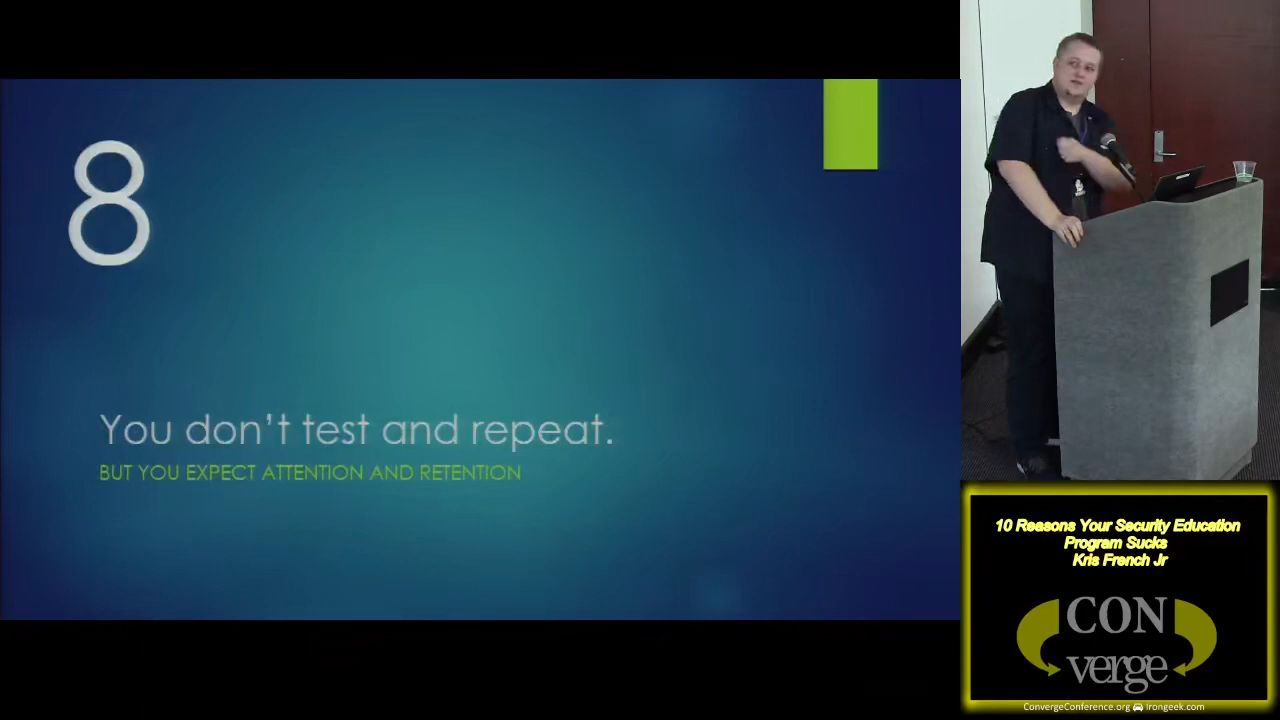 8
You don't test and repeat.
BUT YOU EXPECT ATTENTION AND RETENTION
10 Reasons Your Security Education
Program Sucks
Kris French Jr
CON
verge
ConvergeConference.org Irongeek.com